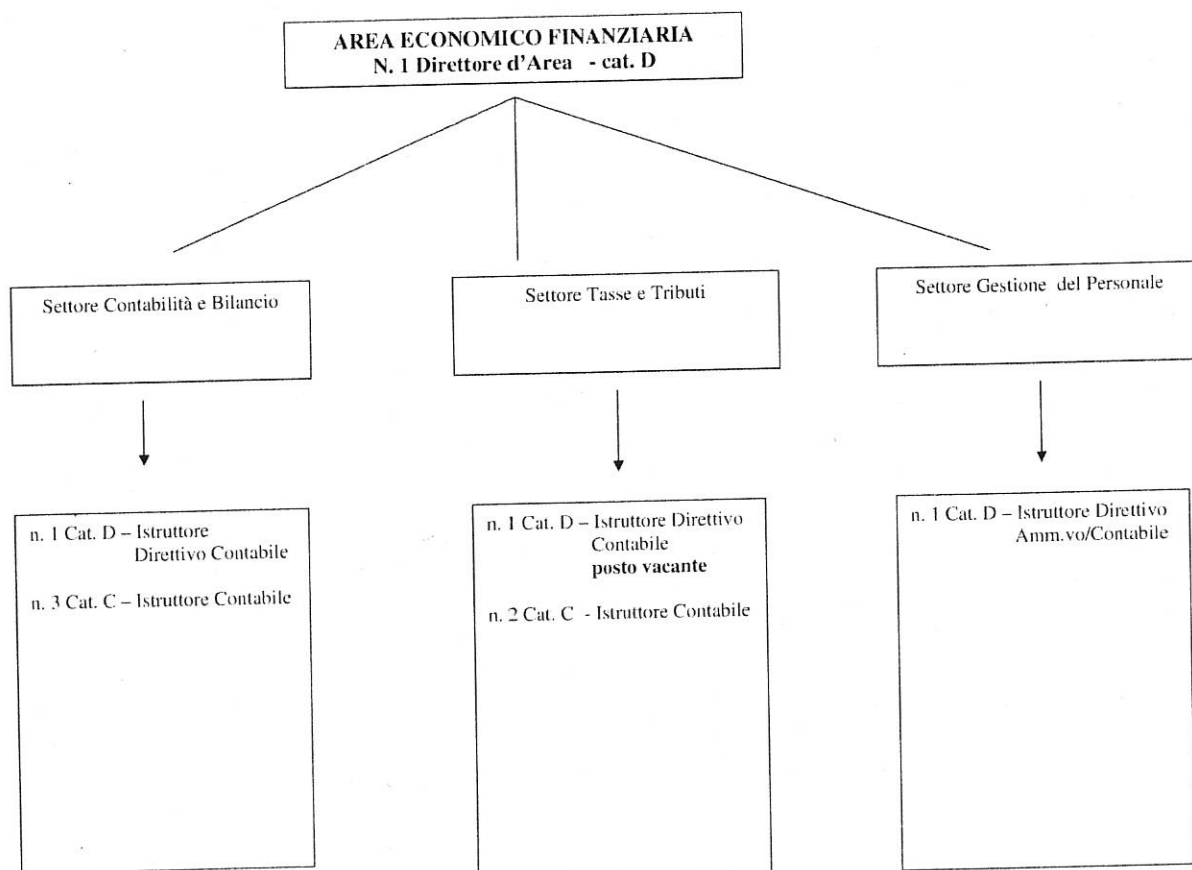 AREA ECONOMICO FINANZIARIA
N. 1 Direttore d'Area - cat. D
Settore Contabilità e Bilancio
Settore Tasse e Tributi
Settore Gestione del Personale
n. 1 Cat. D – Istruttore
Direttivo Contabile
n. 3 Cat. C – Istruttore Contabile
n. 1 Cat. D – Istruttore Direttivo
Contabile
posto vacante
n. 2 Cat. C - Istruttore Contabile
n. 1 Cat. D – Istruttore Direttivo
Amm.vo/Contabile